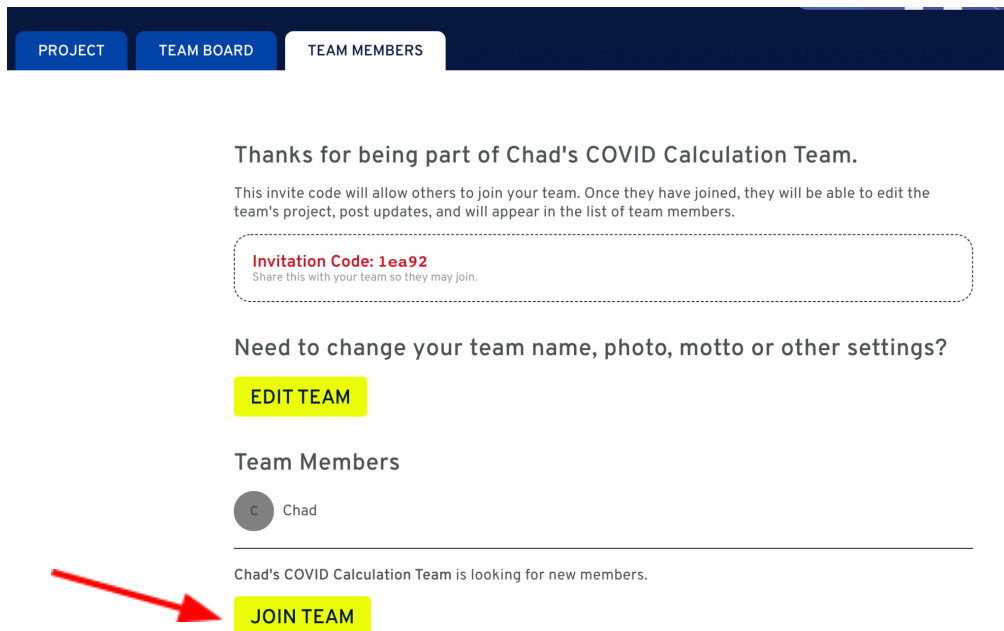 PROJECT TEAM BOARD TEAM MEMBERS
Thanks for being part of Chad's COVID Calculation Team.
This invite code will allow others to join your team. Once they have joined, they will be able to edit the
team's project, post updates, and will appear in the list of team members.
Invitation Code: 1ea92
Share this with your team so they may join.
Need to change your team name, photo, motto or other settings?
EDIT TEAM
Team Members
C Chad
Chad's COVID Calculation Team is looking for new members.
JOIN TEAM